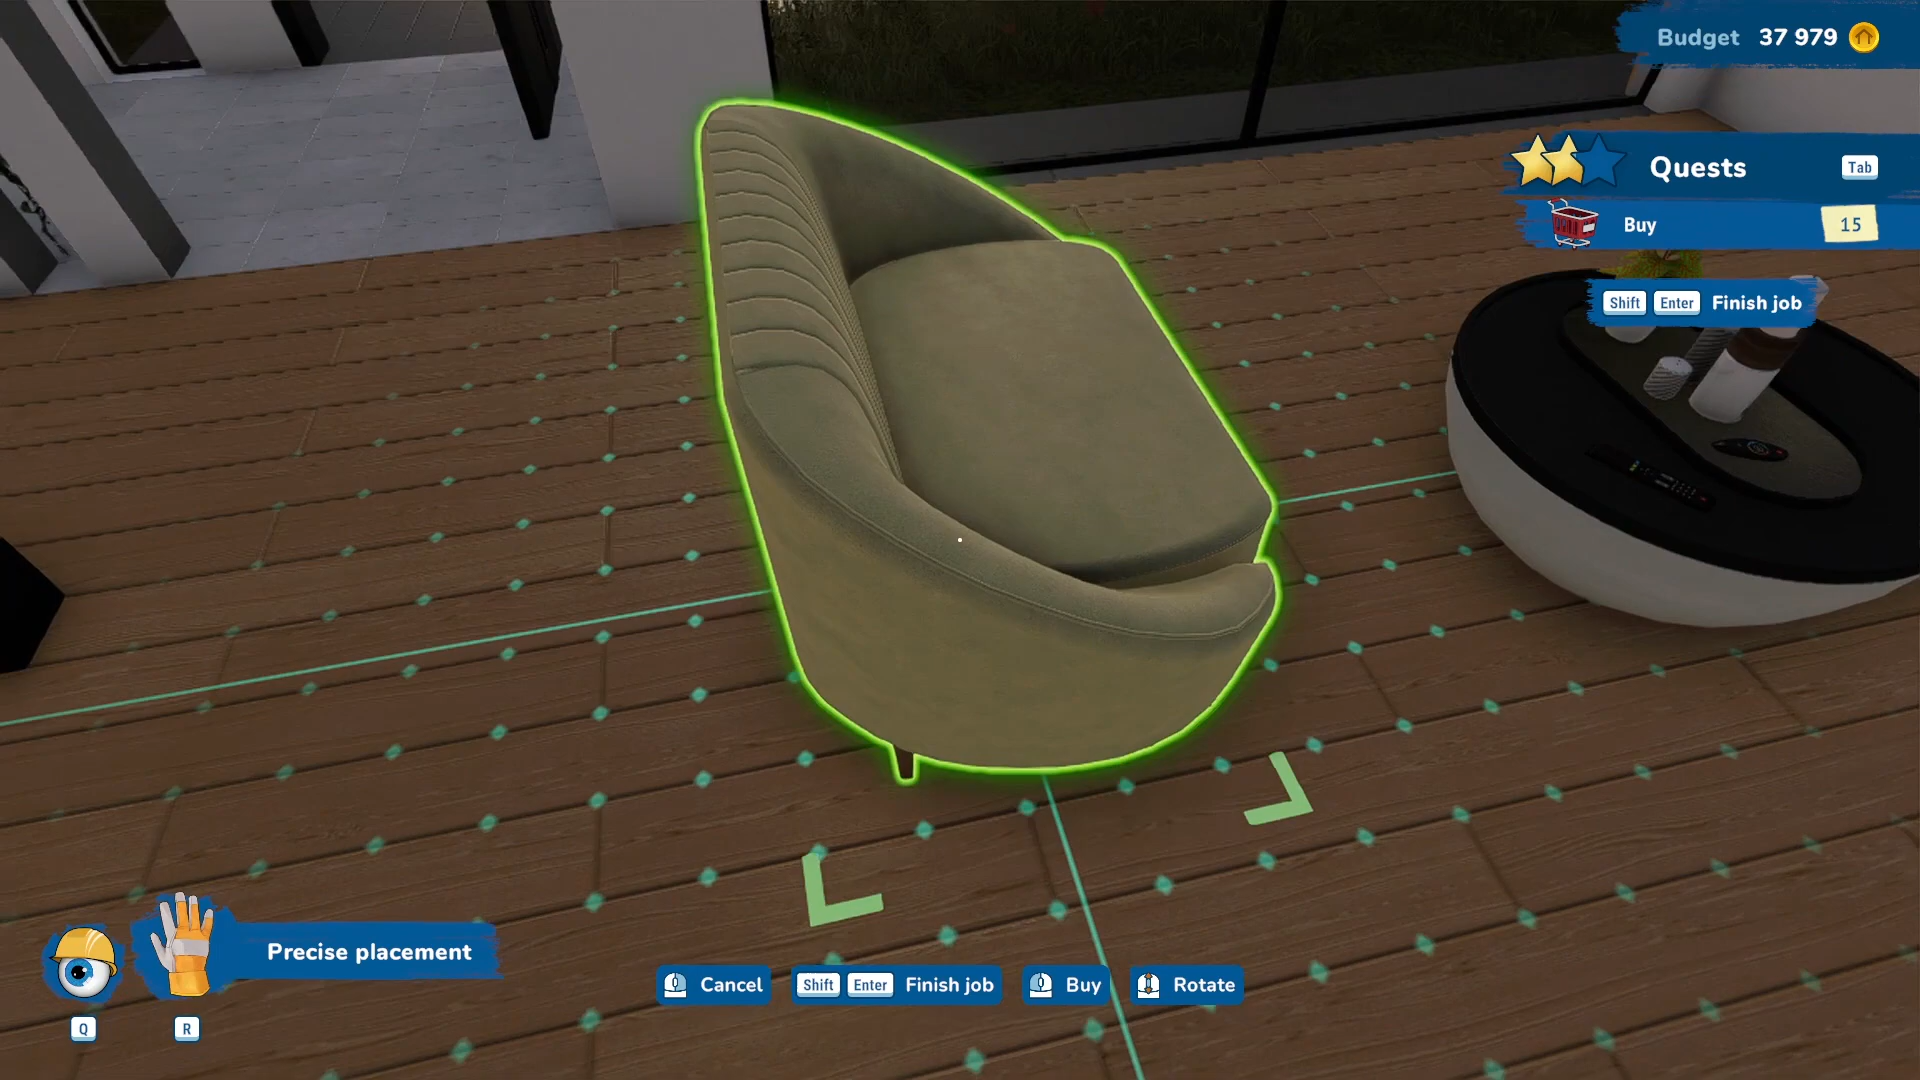 Budget 37 979
Quests Tab
Buy 15
Shift Enter Finish job
Precise placement
Cancel Shift Enter Finish job Buy Rotate
Q R